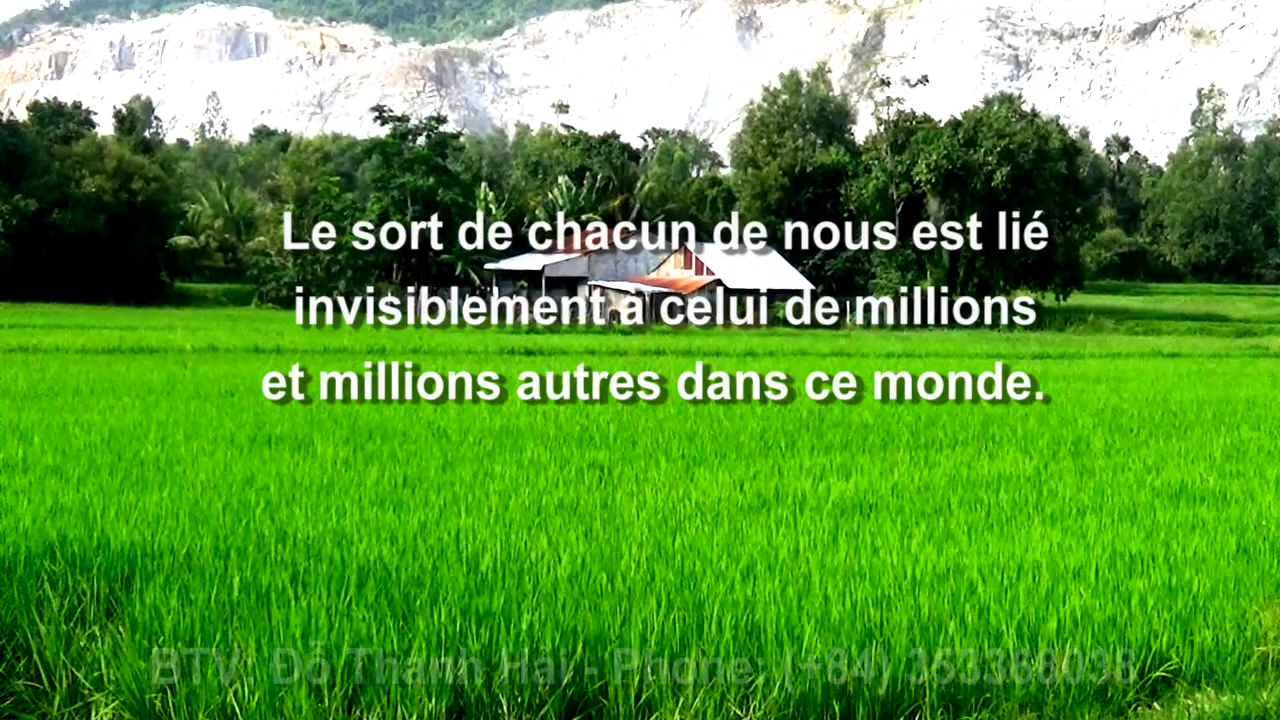 Le sort de chacun de nous est lié
invisiblement à celui de millions
et millions autres dans ce monde.
BTV: Đỗ Thanh Hải - Phone: (+84) 353368038